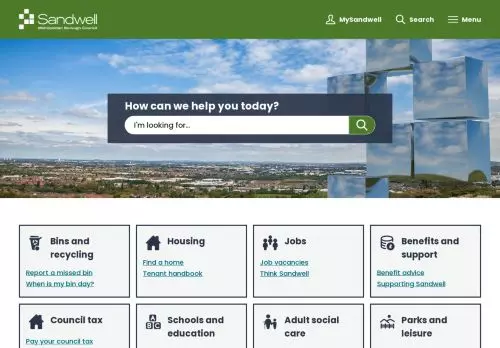 Sandwell
Metropolitan Borough Council
MySandwell
Search
Menu
How can we help you today?
I'm looking for...
Bins and recycling
Report a missed bin
When is my bin day?
Housing
Find a home
Tenant handbook
Jobs
Job vacancies
Think Sandwell
Benefits and support
Benefit advice
Supporting Sandwell
Council tax
Pay your council tax
Schools and education
Adult social care
Parks and leisure